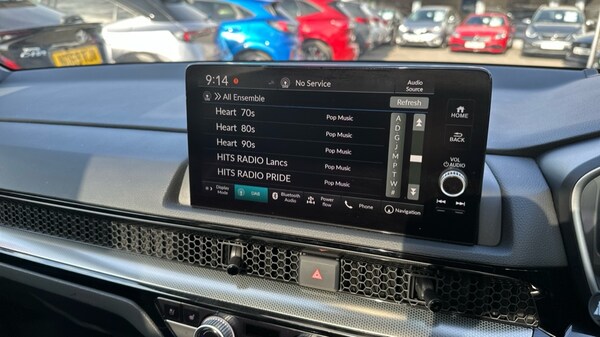 9:14 No Service Audio Source
>> All Ensemble Refresh
Heart 70s Pop Music
Heart 80s Pop Music
Heart 90s Pop Music
HITS RADIO Lancs Pop Music
HITS RADIO PRIDE Pop Music
A
D
G
J
M
P
T
W
#
Display Mode LINE Bluetooth Audio Power flow Phone Navigation
HOME
BACK
VOL
AUDIO